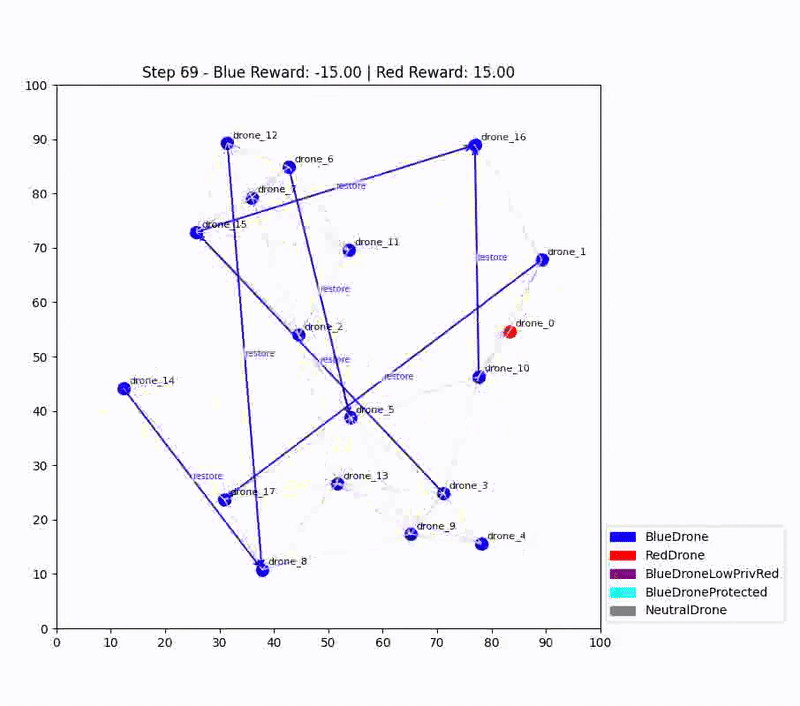 Step 69 - Blue Reward: -15.00 | Red Reward: 15.00
100
90
80
70
60
50
40
30
20
10
0
drone_12
drone_16
drone_6
restore
drone_7
drone_15
drone_11
restore
drone_1
restore
drone_0
drone_2
restore
restore
drone_10
restore
drone_14
drone_5
restore
drone_13
drone_3
drone_17
drone_9
drone_4
drone_8
BlueDrone
RedDrone
BlueDroneLowPrivRed
BlueDroneProtected
NeutralDrone
0 10 20 30 40 50 60 70 80 90 100